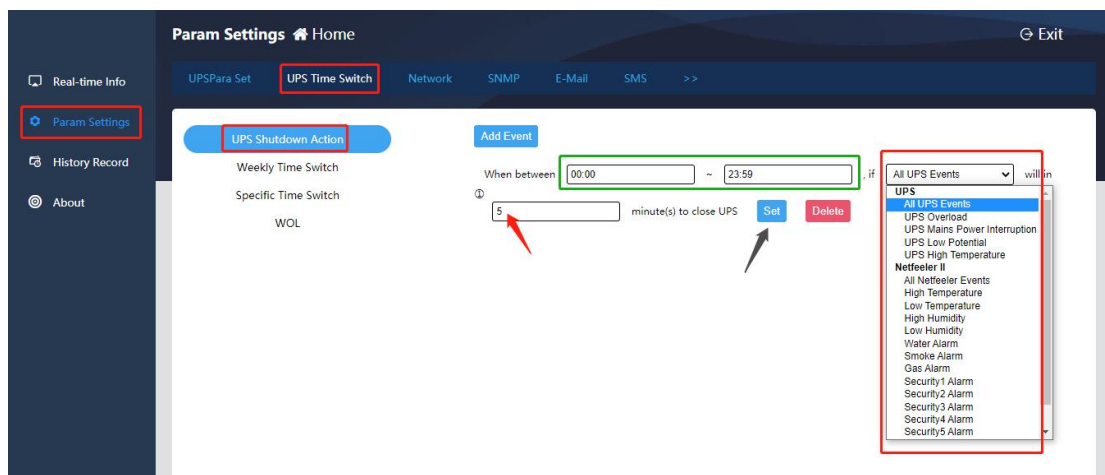 Param Settings Home
Exit
Real-time Info
Param Settings
History Record
About
UPSPara Set UPS Time Switch Network SNMP E-Mail SMS >>
UPS Shutdown Action
Weekly Time Switch
Specific Time Switch
WOL
Add Event
When between 00:00 ~ 23:59 , if All UPS Events will in
①
5 minute(s) to close UPS Set Delete
UPS
All UPS Events
UPS Overload
UPS Mains Power Interruption
UPS Low Potential
UPS High Temperature
Netfeeler II
All Netfeeler Events
High Temperature
Low Temperature
High Humidity
Low Humidity
Water Alarm
Smoke Alarm
Gas Alarm
Security1 Alarm
Security2 Alarm
Security3 Alarm
Security4 Alarm
Security5 Alarm